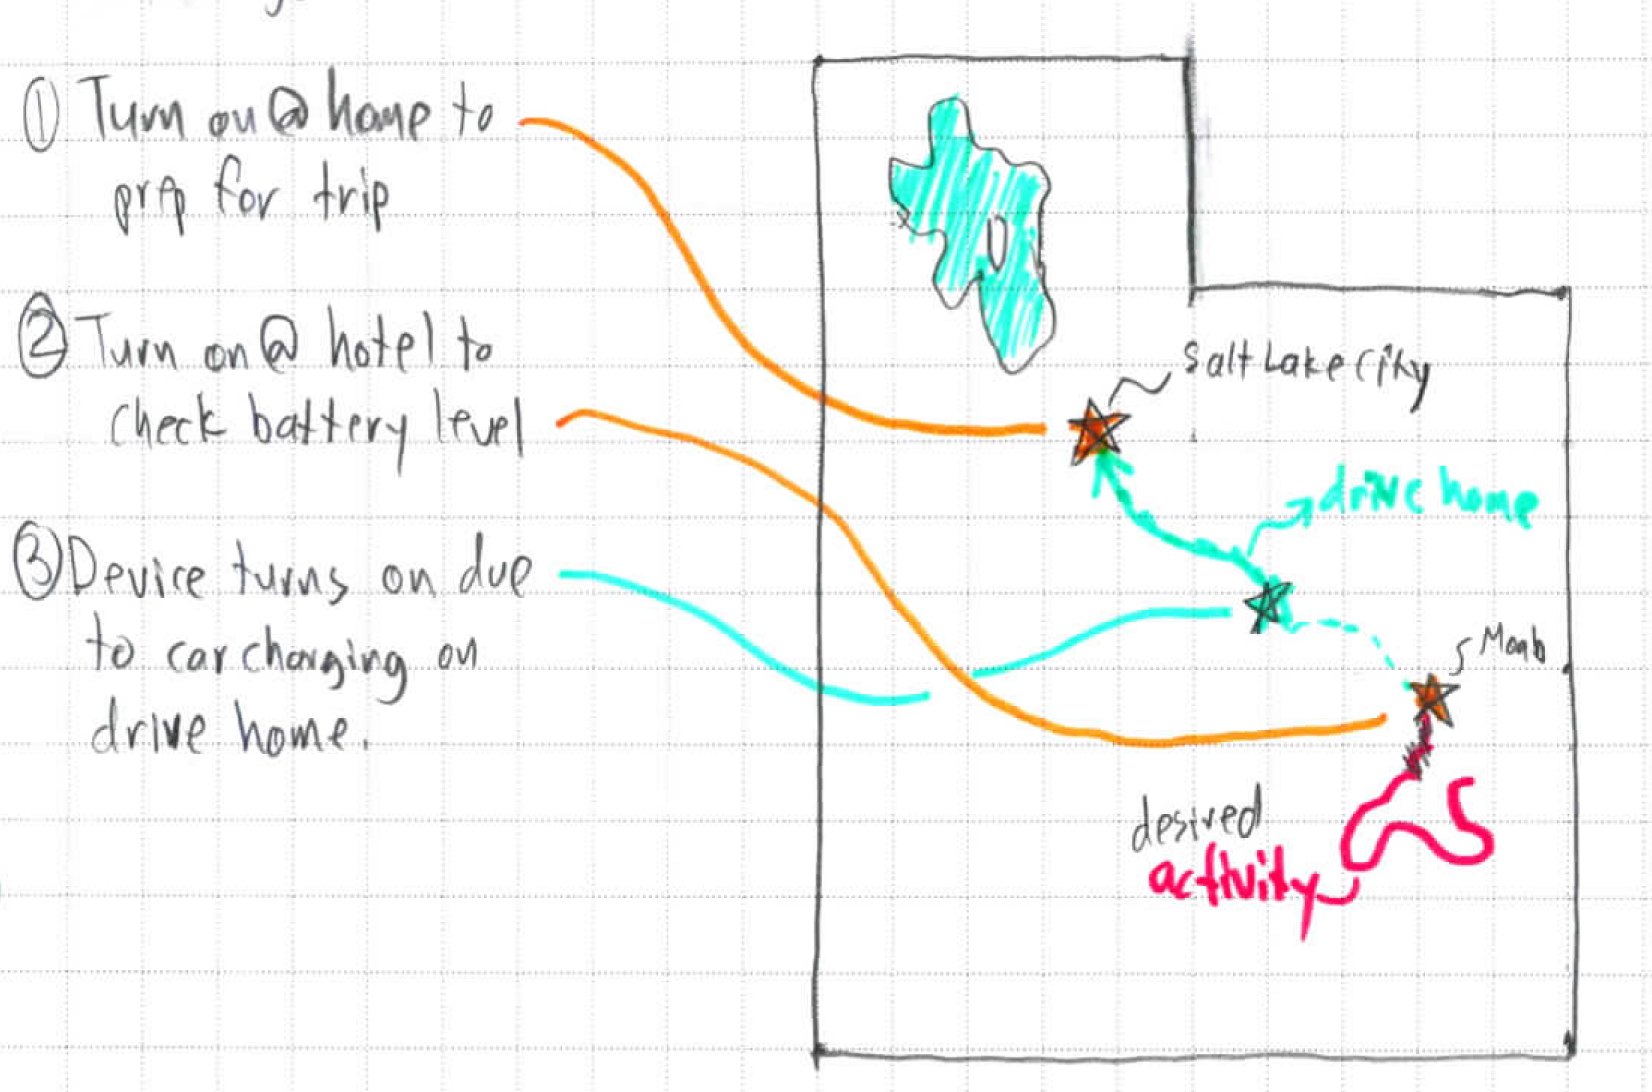 ① Turn on @ home to
prep for trip
② Turn on @ hotel to
check battery level
③ Device turns on due
to car charging on
drive home.
Salt Lake City
drive home
Moab
desired
activity